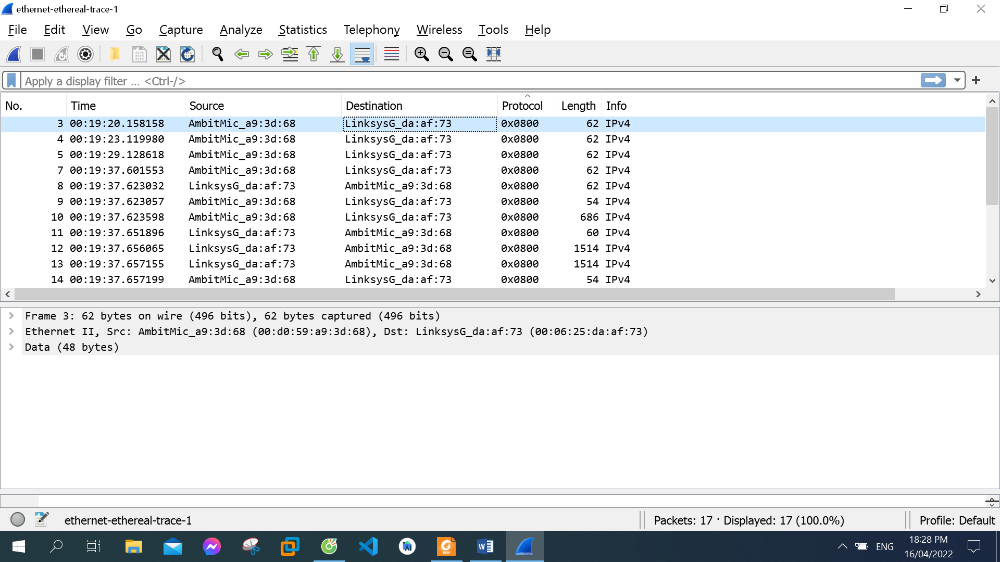 ethernet-ethereal-trace-1
File Edit View Go Capture Analyze Statistics Telephony Wireless Tools Help
Apply a display filter … <Ctrl-/>
No. Time Source Destination Protocol Length Info
3 00:19:20.158158 AmbitMic_a9:3d:68 LinksysG_da:af:73 0x0800 62 IPv4
4 00:19:23.119980 AmbitMic_a9:3d:68 LinksysG_da:af:73 0x0800 62 IPv4
5 00:19:29.128618 AmbitMic_a9:3d:68 LinksysG_da:af:73 0x0800 62 IPv4
7 00:19:37.601553 AmbitMic_a9:3d:68 LinksysG_da:af:73 0x0800 62 IPv4
8 00:19:37.623032 LinksysG_da:af:73 AmbitMic_a9:3d:68 0x0800 62 IPv4
9 00:19:37.623057 AmbitMic_a9:3d:68 LinksysG_da:af:73 0x0800 54 IPv4
10 00:19:37.623598 AmbitMic_a9:3d:68 LinksysG_da:af:73 0x0800 686 IPv4
11 00:19:37.651896 LinksysG_da:af:73 AmbitMic_a9:3d:68 0x0800 60 IPv4
12 00:19:37.656065 LinksysG_da:af:73 AmbitMic_a9:3d:68 0x0800 1514 IPv4
13 00:19:37.657155 LinksysG_da:af:73 AmbitMic_a9:3d:68 0x0800 1514 IPv4
14 00:19:37.657199 AmbitMic_a9:3d:68 LinksysG_da:af:73 0x0800 54 IPv4
Frame 3: 62 bytes on wire (496 bits), 62 bytes captured (496 bits)
Ethernet II, Src: AmbitMic_a9:3d:68 (00:d0:59:a9:3d:68), Dst: LinksysG_da:af:73 (00:06:25:da:af:73)
Data (48 bytes)
ethernet-ethereal-trace-1 Packets: 17 · Displayed: 17 (100.0%) Profile: Default
PDF
W
ENG
18:28 PM
16/04/2022